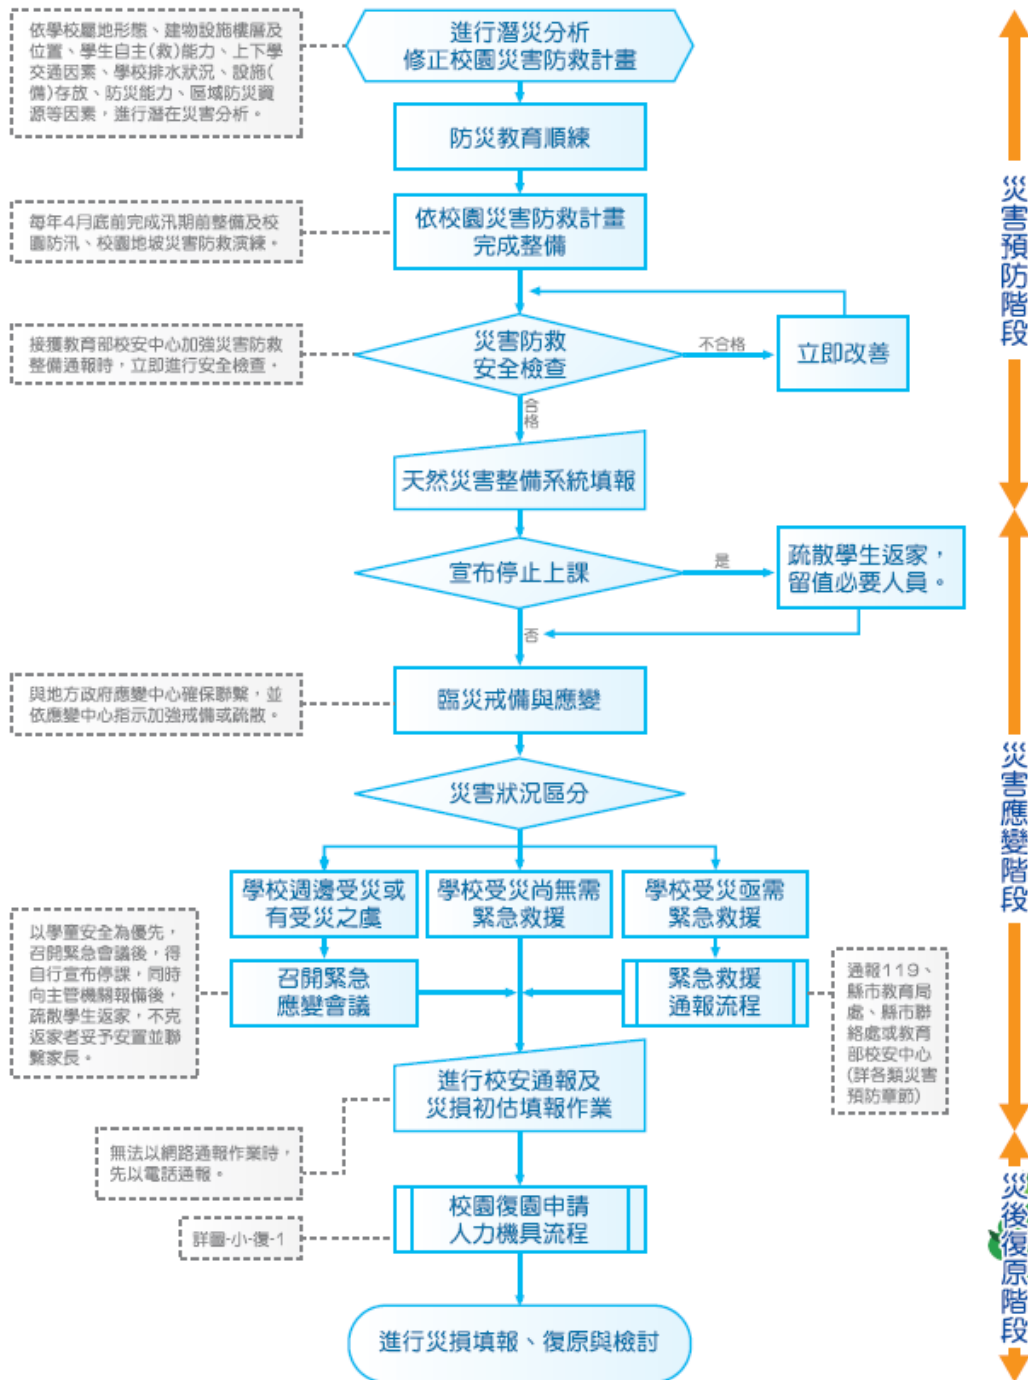 依學校屬地形態、建物設施樓層及
位置、學生自主(救)能力、上下學
交通因素、學校排水狀況、設施(
備)存放、防災能力、區域防災資
源等因素，進行潛在災害分析。
進行潛災分析
修正校園災害防救計畫
防災教育順練
每年4月底前完成汛期前整備及校
園防汛、校園地坡災害防救演練。
依校園災害防救計畫
完成整備
災害預防階段
接獲教育部校安中心加強災害防救
整備通報時，立即進行安全檢查。
災害防救
安全檢查
不合格
立即改善
合格
天然災害整備系統填報
宣布停止上課
是
疏散學生返家，
留值必要人員。
否
與地方政府應變中心確保聯繫，並
依應變中心指示加強戒備或疏散。
臨災戒備與應變
災害應變階段
災害狀況區分
學校週邊受災或
有受災之虞
學校受災尚無需
緊急救援
學校受災亟需
緊急救援
以學童安全為優先，
召開緊急會議後，得
自行宣布停課，同時
向主管機關報備後，
疏散學生返家，不克
返家者妥予安置並聯
繫家長。
召開緊急
應變會議
緊急救援
通報流程
通報119、
縣市教育局
處、縣市聯
絡處或教育
部校安中心
(詳各類災害
預防章節)
進行校安通報及
災損初估填報作業
無法以網路通報作業時，
先以電話通報。
校園復園申請
人力機具流程
詳圖-小-復-1
災後復原階段
進行災損填報、復原與檢討